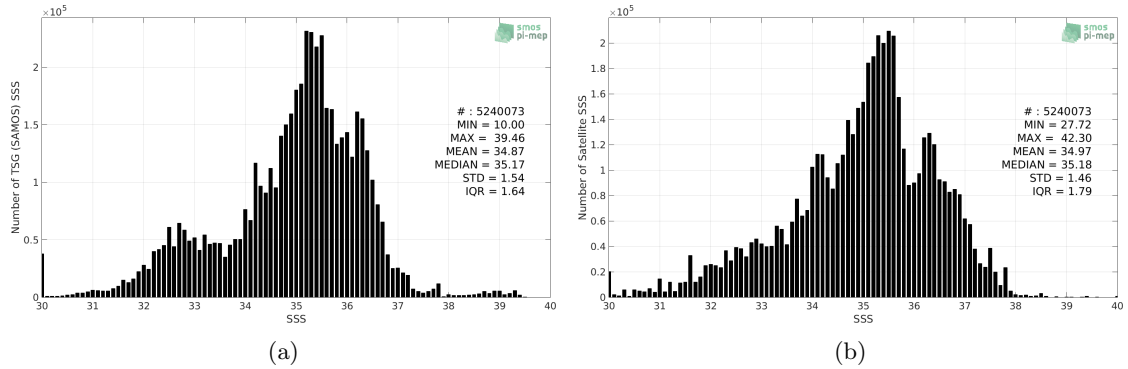 ×10⁵
smos
pi-mep
Number of TSG (SAMOS) SSS
2
1.5
1
0.5
0
# : 5240073
MIN = 10.00
MAX = 39.46
MEAN = 34.87
MEDIAN = 35.17
STD = 1.54
IQR = 1.64
30 31 32 33 34 35 36 37 38 39 40
SSS
(a)
×10⁵
smos
pi-mep
Number of Satellite SSS
2
1.8
1.6
1.4
1.2
1
0.8
0.6
0.4
0.2
0
# : 5240073
MIN = 27.72
MAX = 42.30
MEAN = 34.97
MEDIAN = 35.18
STD = 1.46
IQR = 1.79
30 31 32 33 34 35 36 37 38 39 40
SSS
(b)